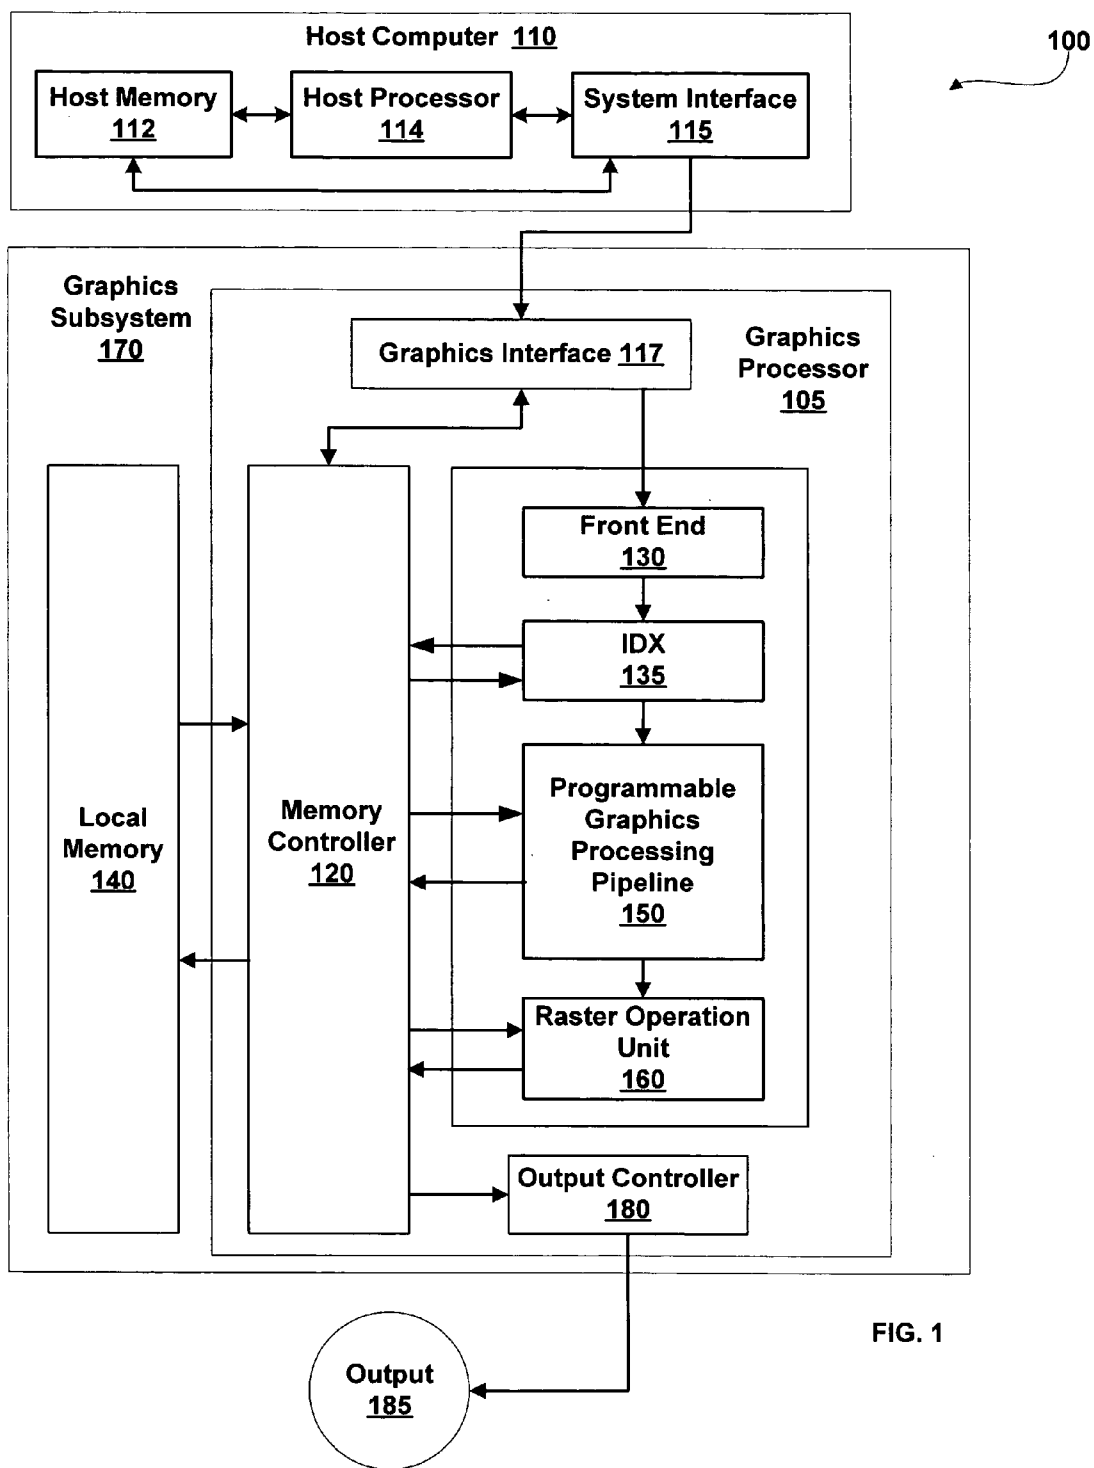 Host Computer 110
100
Host Memory
112
Host Processor
114
System Interface
115
Graphics
Subsystem
170
Graphics Interface 117
Graphics
Processor
105
Front End
130
IDX
135
Programmable
Graphics
Processing
Pipeline
150
Local
Memory
140
Memory
Controller
120
Raster Operation
Unit
160
Output Controller
180
FIG. 1
Output
185